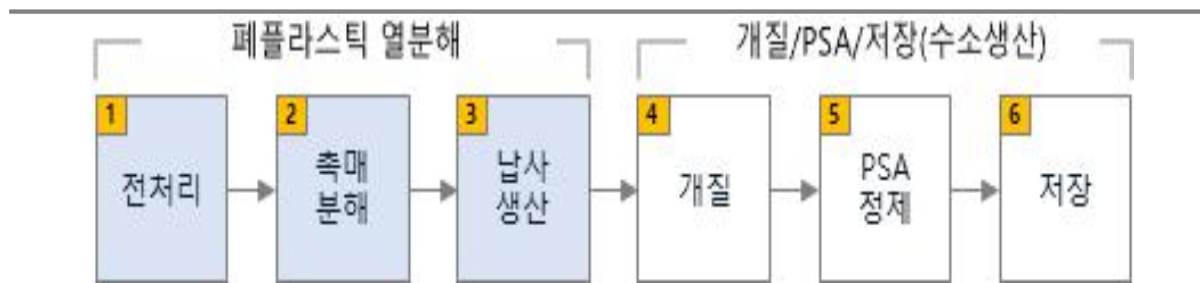 폐플라스틱 열분해
개질/PSA/저장(수소생산)
1
전처리
2
촉매
분해
3
납사
생산
4
개질
5
PSA
정제
6
저장